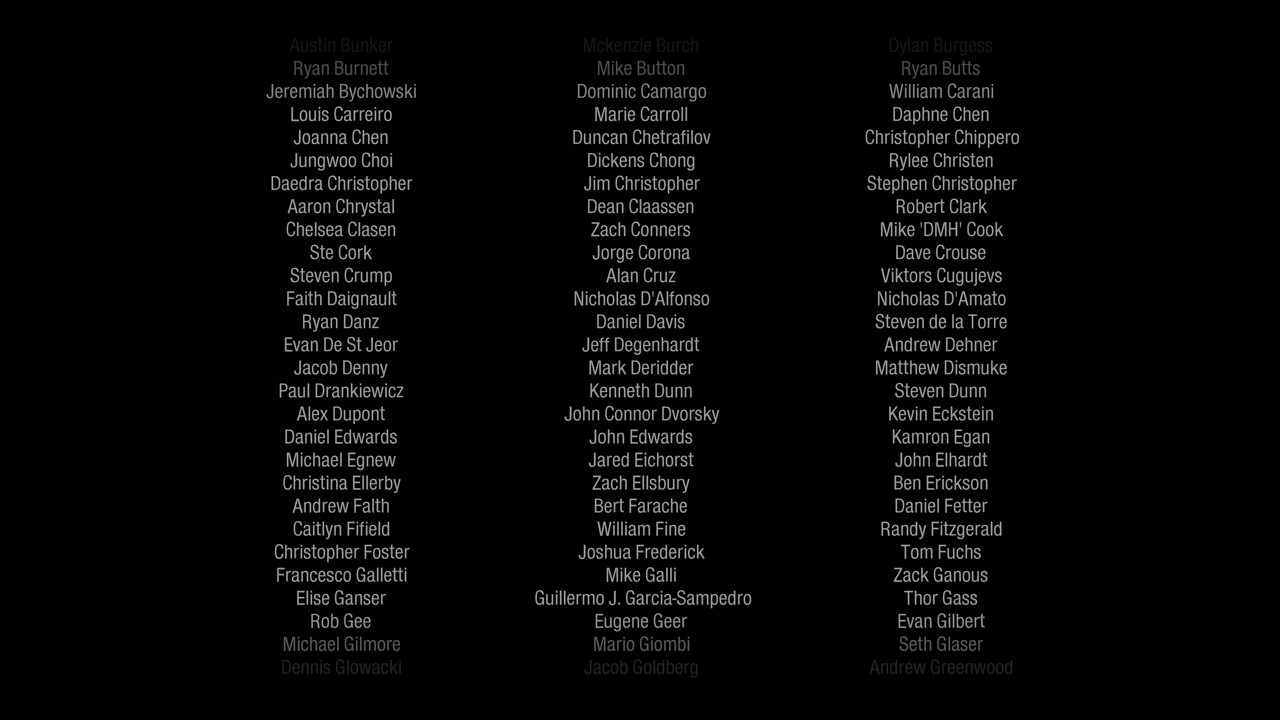 Austin Bunker Mckenzie Burch Dylan Burgess
Ryan Burnett Mike Button Ryan Butts
Jeremiah Bychowski Dominic Camargo William Carani
Louis Carreiro Marie Carroll Daphne Chen
Joanna Chen Duncan Chetrafilov Christopher Chippero
Jungwoo Choi Dickens Chong Rylee Christen
Daedra Christopher Jim Christopher Stephen Christopher
Aaron Chrystal Dean Claassen Robert Clark
Chelsea Clasen Zach Conners Mike 'DMH' Cook
Ste Cork Jorge Corona Dave Crouse
Steven Crump Alan Cruz Viktors Cugujevs
Faith Daignault Nicholas D'Alfonso Nicholas D'Amato
Ryan Danz Daniel Davis Steven de la Torre
Evan De St Jeor Jeff Degenhardt Andrew Dehner
Jacob Denny Mark Deridder Matthew Dismuke
Paul Drankiewicz Kenneth Dunn Steven Dunn
Alex Dupont John Connor Dvorsky Kevin Eckstein
Daniel Edwards John Edwards Kamron Egan
Michael Egnew Jared Eichorst John Elhardt
Christina Ellerby Zach Ellsbury Ben Erickson
Andrew Falth Bert Farache Daniel Fetter
Caitlyn Fifield William Fine Randy Fitzgerald
Christopher Foster Joshua Frederick Tom Fuchs
Francesco Galletti Mike Galli Zack Ganous
Elise Ganser Guillermo J. Garcia-Sampedro Thor Gass
Rob Gee Eugene Geer Evan Gilbert
Michael Gilmore Mario Giombi Seth Glaser
Dennis Glowacki Jacob Goldberg Andrew Greenwood